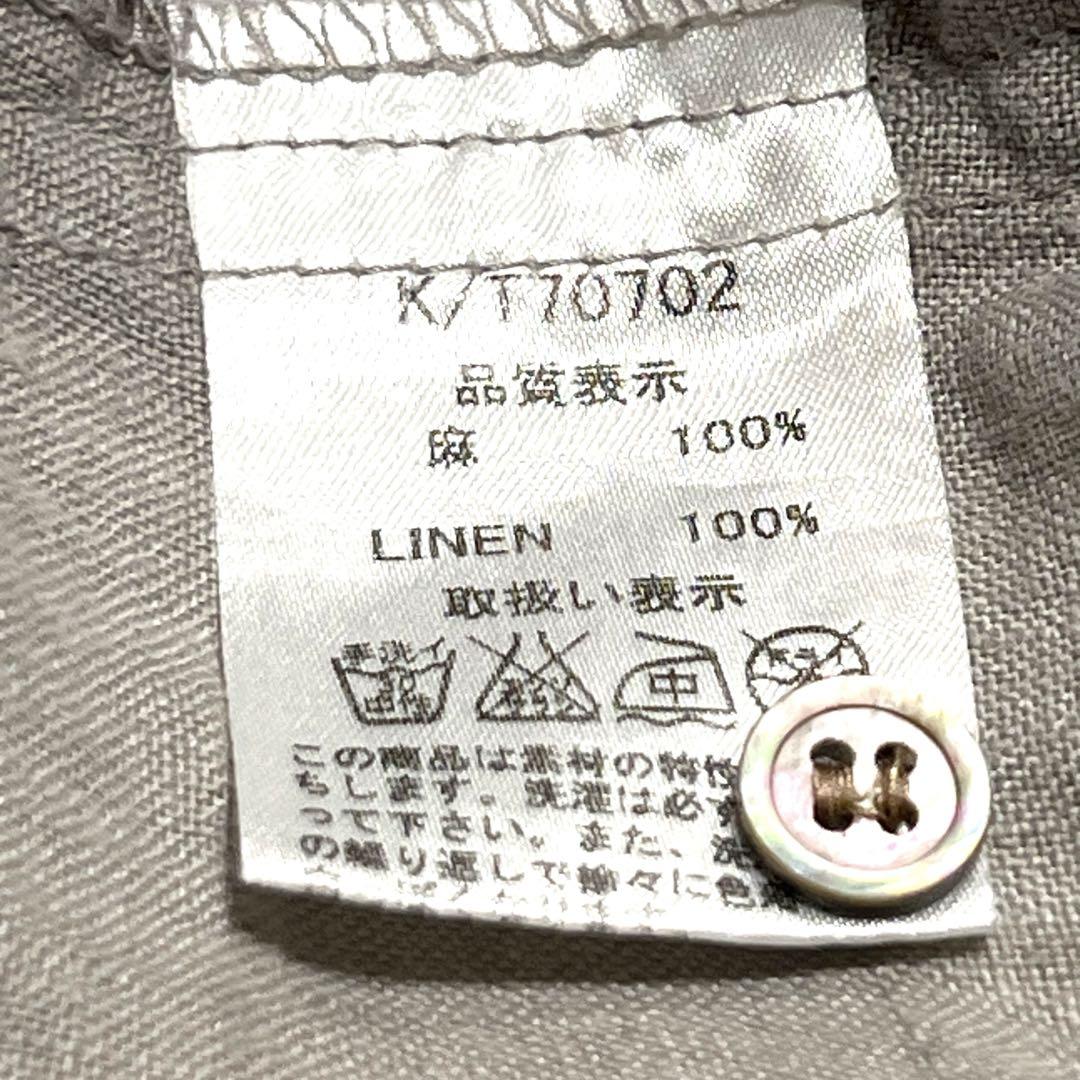 K/T70702
品質表示
麻 100%
LINEN 100%
取扱い表示
手洗イ 中
この商品は素材の特
ちします。洗濯は必ず
って下さい。また、洗
の繰り返しで徐々に色